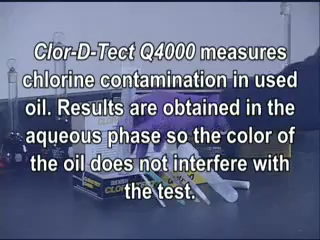 Clor-D-Tect Q4000 measures
chlorine contamination in used
oil. Results are obtained in the
aqueous phase so the color of
the oil does not interfere with
the test.